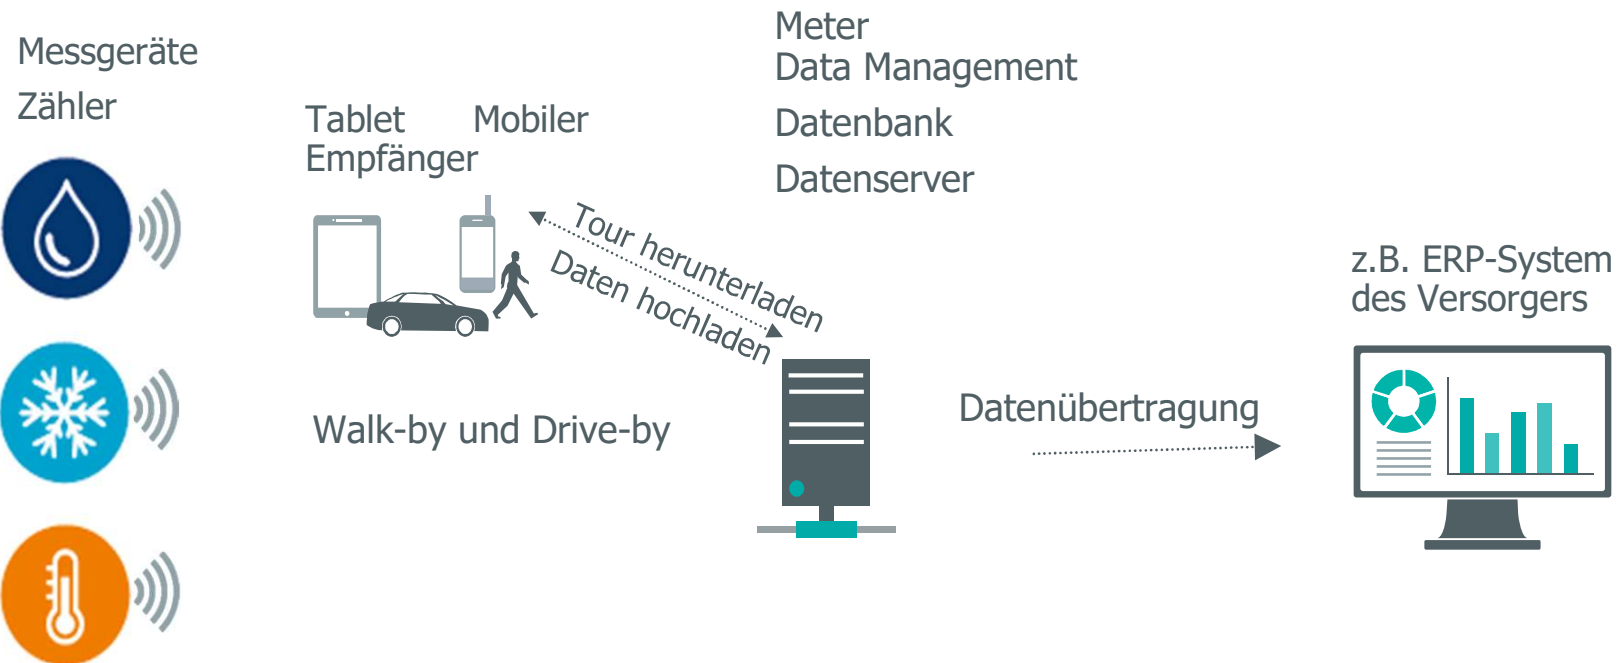 Messgeräte
Zähler
Tablet Mobiler
Empfänger
Walk-by und Drive-by
Tour herunterladen
Daten hochladen
Meter
Data Management
Datenbank
Datenserver
Datenübertragung
z.B. ERP-System
des Versorgers